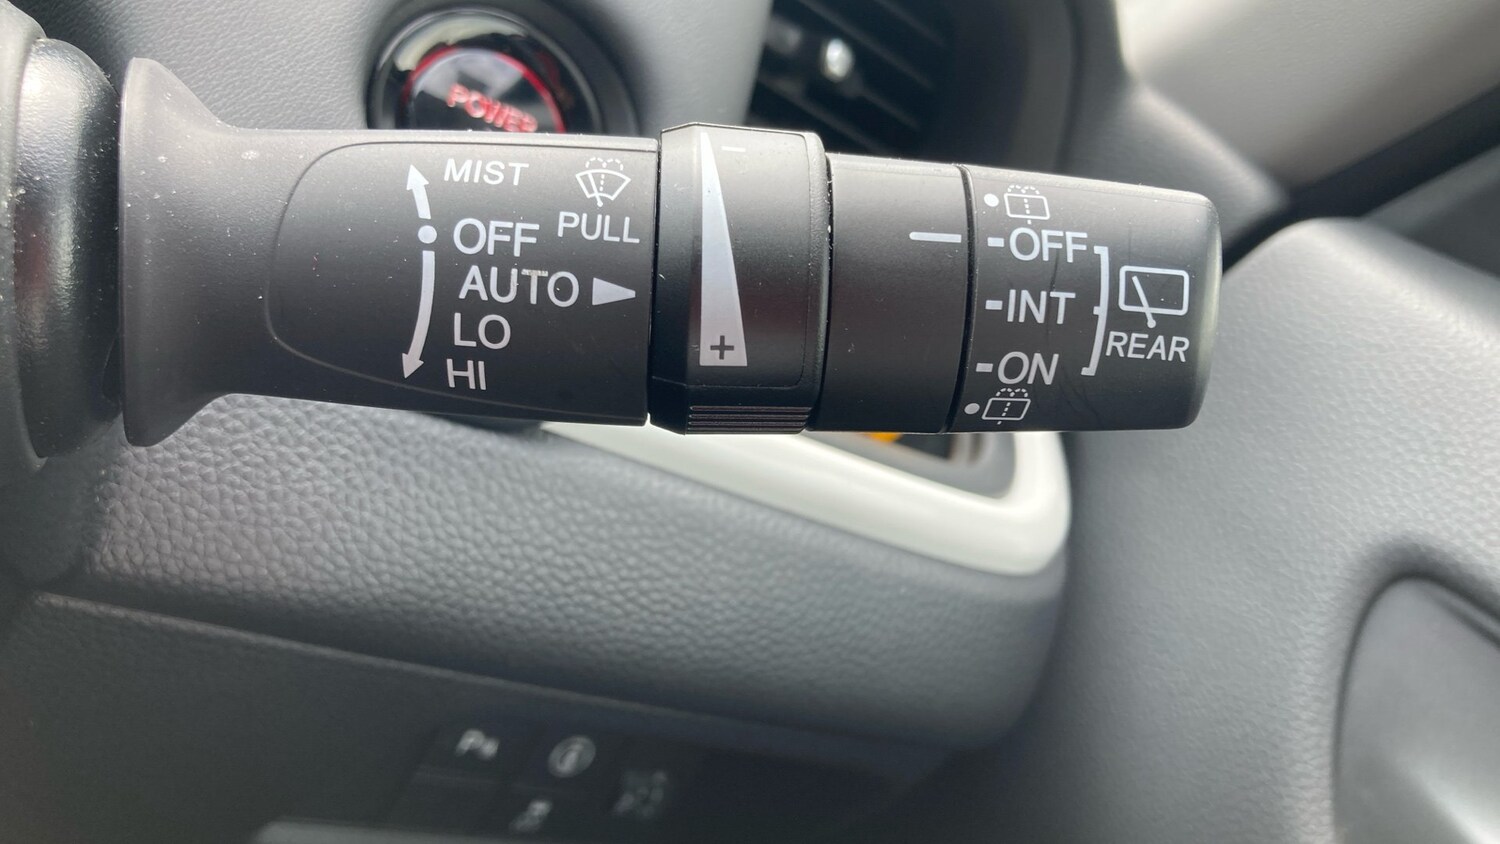 POWER
MIST
PULL
OFF
AUTO
LO
HI
−
+
OFF
INT
ON
REAR